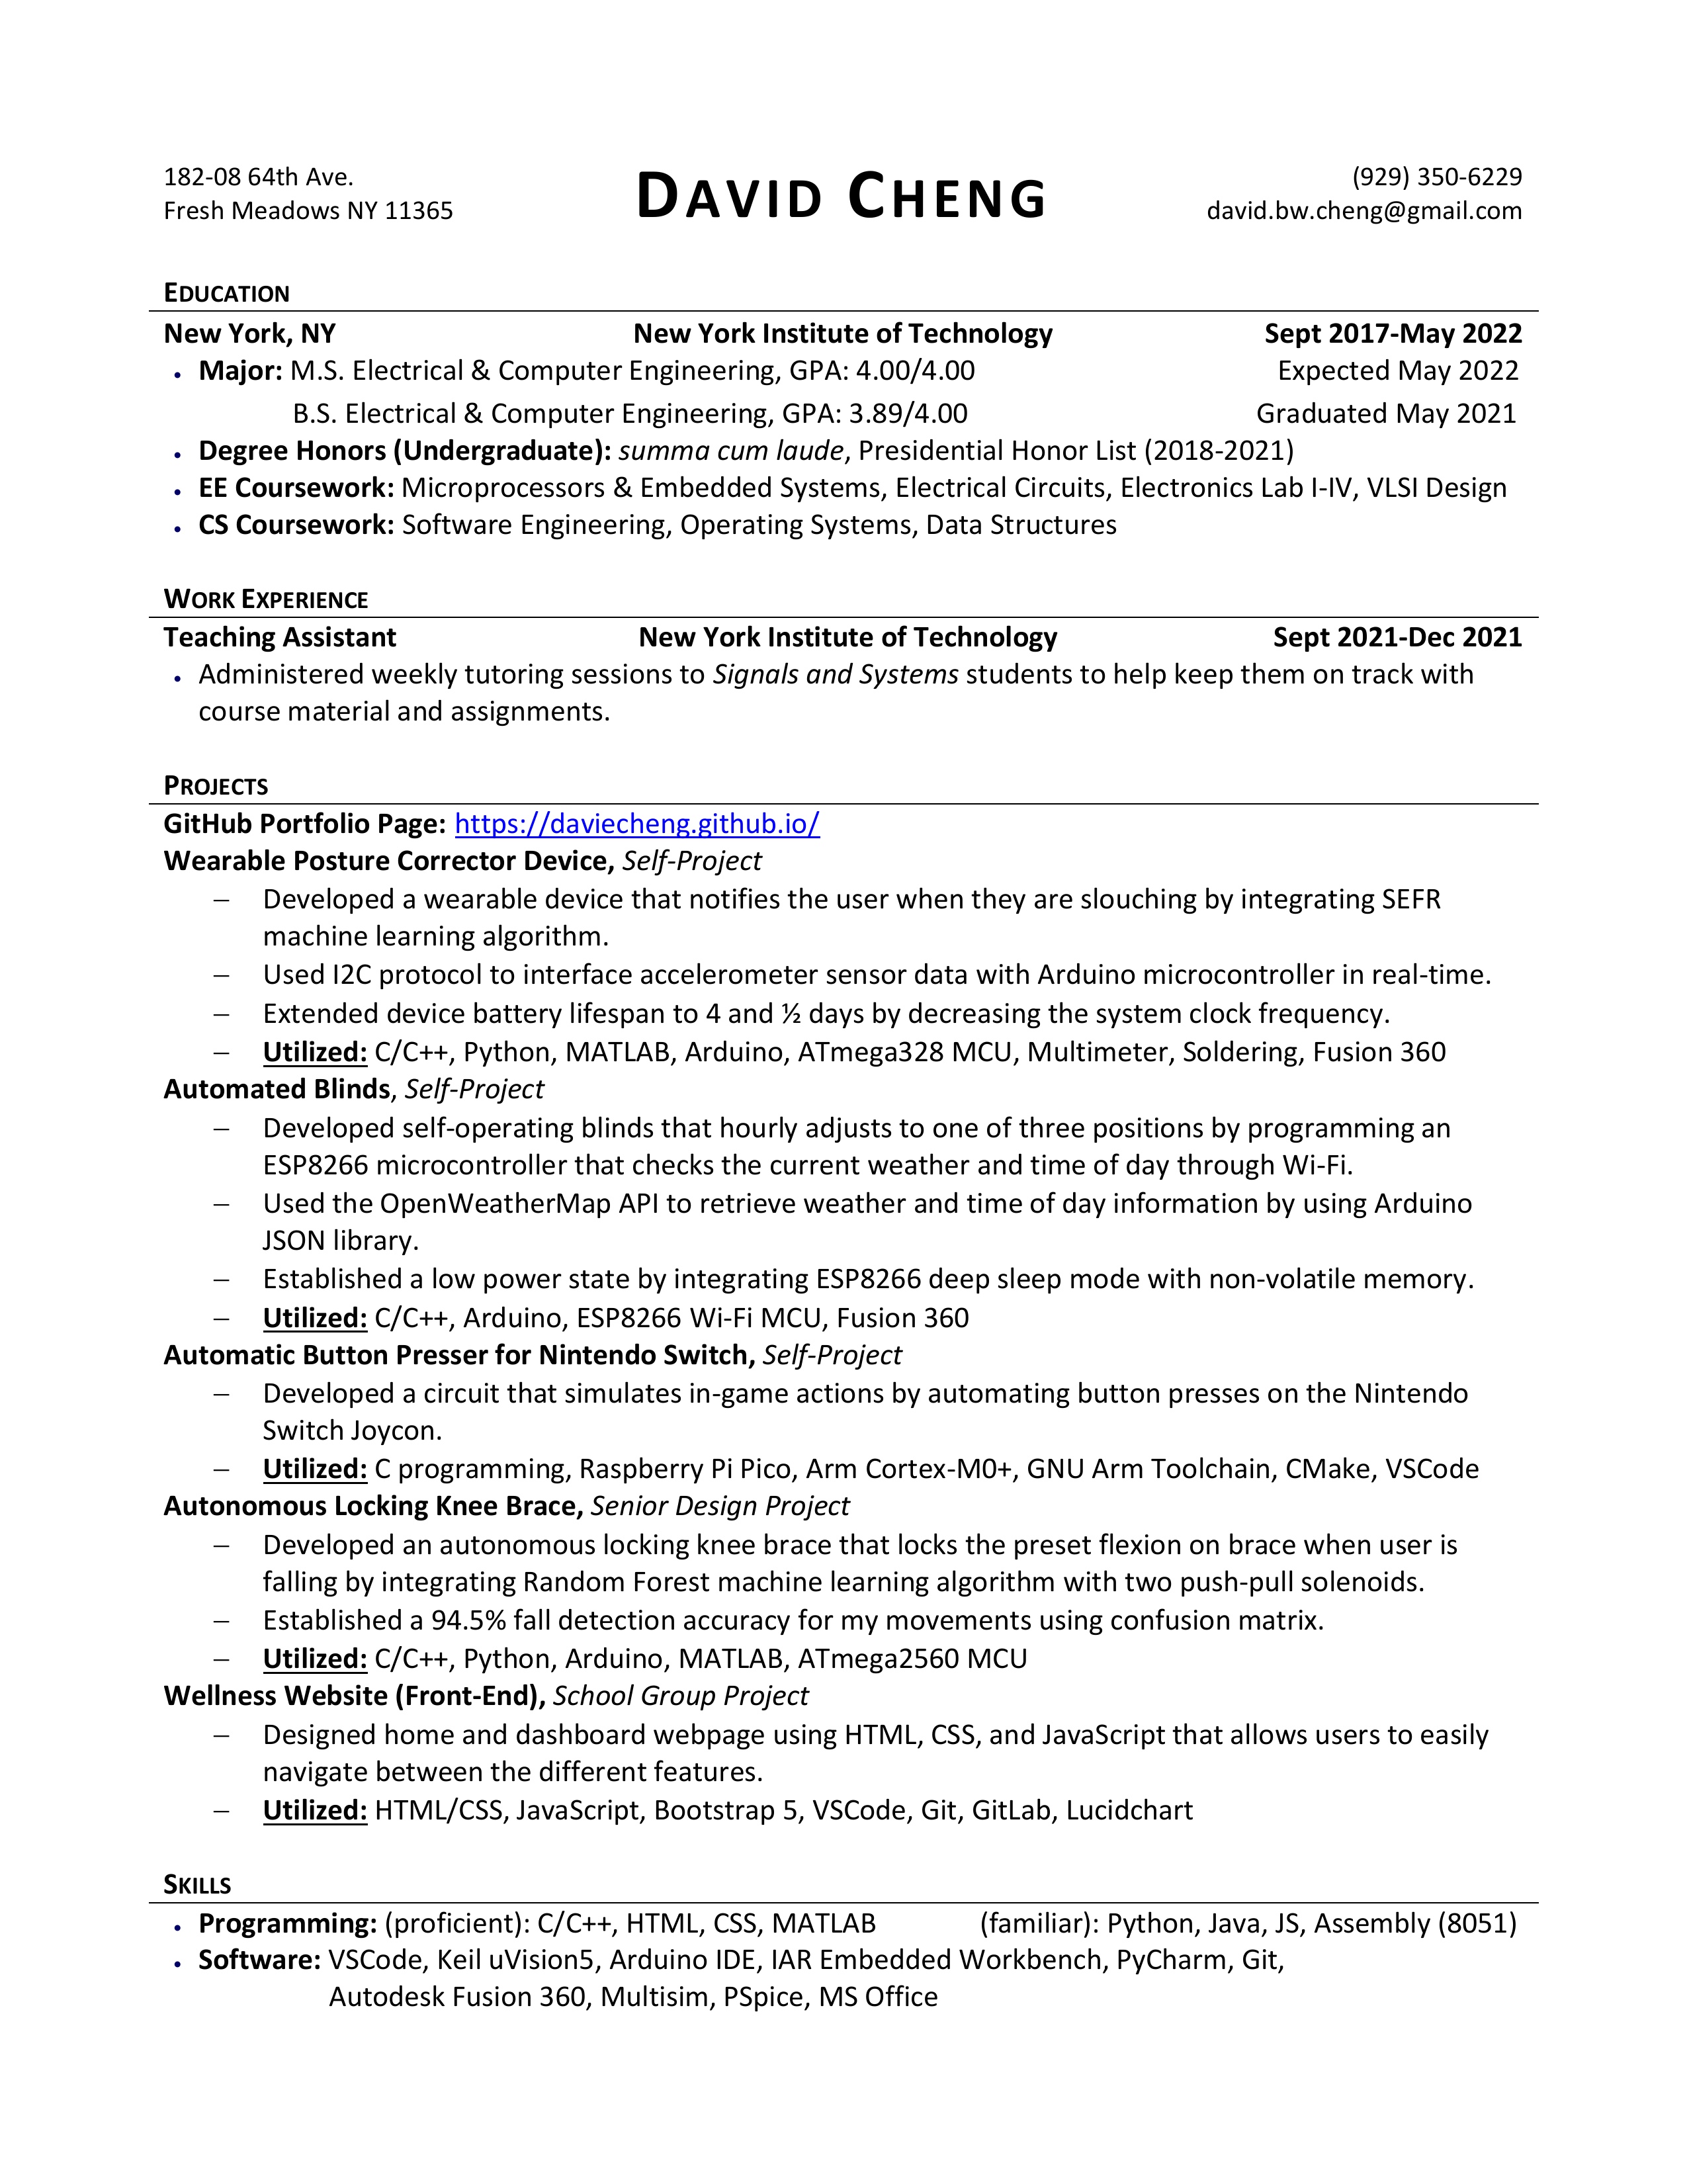 182-08 64th Ave.
Fresh Meadows NY 11365
DAVID CHENG
(929) 350-6229
david.bw.cheng@gmail.com
EDUCATION
New York, NY New York Institute of Technology Sept 2017-May 2022
• Major: M.S. Electrical & Computer Engineering, GPA: 4.00/4.00 Expected May 2022
B.S. Electrical & Computer Engineering, GPA: 3.89/4.00 Graduated May 2021
• Degree Honors (Undergraduate): summa cum laude, Presidential Honor List (2018-2021)
• EE Coursework: Microprocessors & Embedded Systems, Electrical Circuits, Electronics Lab I-IV, VLSI Design
• CS Coursework: Software Engineering, Operating Systems, Data Structures
WORK EXPERIENCE
Teaching Assistant New York Institute of Technology Sept 2021-Dec 2021
• Administered weekly tutoring sessions to Signals and Systems students to help keep them on track with
course material and assignments.
PROJECTS
GitHub Portfolio Page: https://daviecheng.github.io/
Wearable Posture Corrector Device, Self-Project
– Developed a wearable device that notifies the user when they are slouching by integrating SEFR
machine learning algorithm.
– Used I2C protocol to interface accelerometer sensor data with Arduino microcontroller in real-time.
– Extended device battery lifespan to 4 and ½ days by decreasing the system clock frequency.
– Utilized: C/C++, Python, MATLAB, Arduino, ATmega328 MCU, Multimeter, Soldering, Fusion 360
Automated Blinds, Self-Project
– Developed self-operating blinds that hourly adjusts to one of three positions by programming an
ESP8266 microcontroller that checks the current weather and time of day through Wi-Fi.
– Used the OpenWeatherMap API to retrieve weather and time of day information by using Arduino
JSON library.
– Established a low power state by integrating ESP8266 deep sleep mode with non-volatile memory.
– Utilized: C/C++, Arduino, ESP8266 Wi-Fi MCU, Fusion 360
Automatic Button Presser for Nintendo Switch, Self-Project
– Developed a circuit that simulates in-game actions by automating button presses on the Nintendo
Switch Joycon.
– Utilized: C programming, Raspberry Pi Pico, Arm Cortex-M0+, GNU Arm Toolchain, CMake, VSCode
Autonomous Locking Knee Brace, Senior Design Project
– Developed an autonomous locking knee brace that locks the preset flexion on brace when user is
falling by integrating Random Forest machine learning algorithm with two push-pull solenoids.
– Established a 94.5% fall detection accuracy for my movements using confusion matrix.
– Utilized: C/C++, Python, Arduino, MATLAB, ATmega2560 MCU
Wellness Website (Front-End), School Group Project
– Designed home and dashboard webpage using HTML, CSS, and JavaScript that allows users to easily
navigate between the different features.
– Utilized: HTML/CSS, JavaScript, Bootstrap 5, VSCode, Git, GitLab, Lucidchart
SKILLS
• Programming: (proficient): C/C++, HTML, CSS, MATLAB (familiar): Python, Java, JS, Assembly (8051)
• Software: VSCode, Keil uVision5, Arduino IDE, IAR Embedded Workbench, PyCharm, Git,
Autodesk Fusion 360, Multisim, PSpice, MS Office